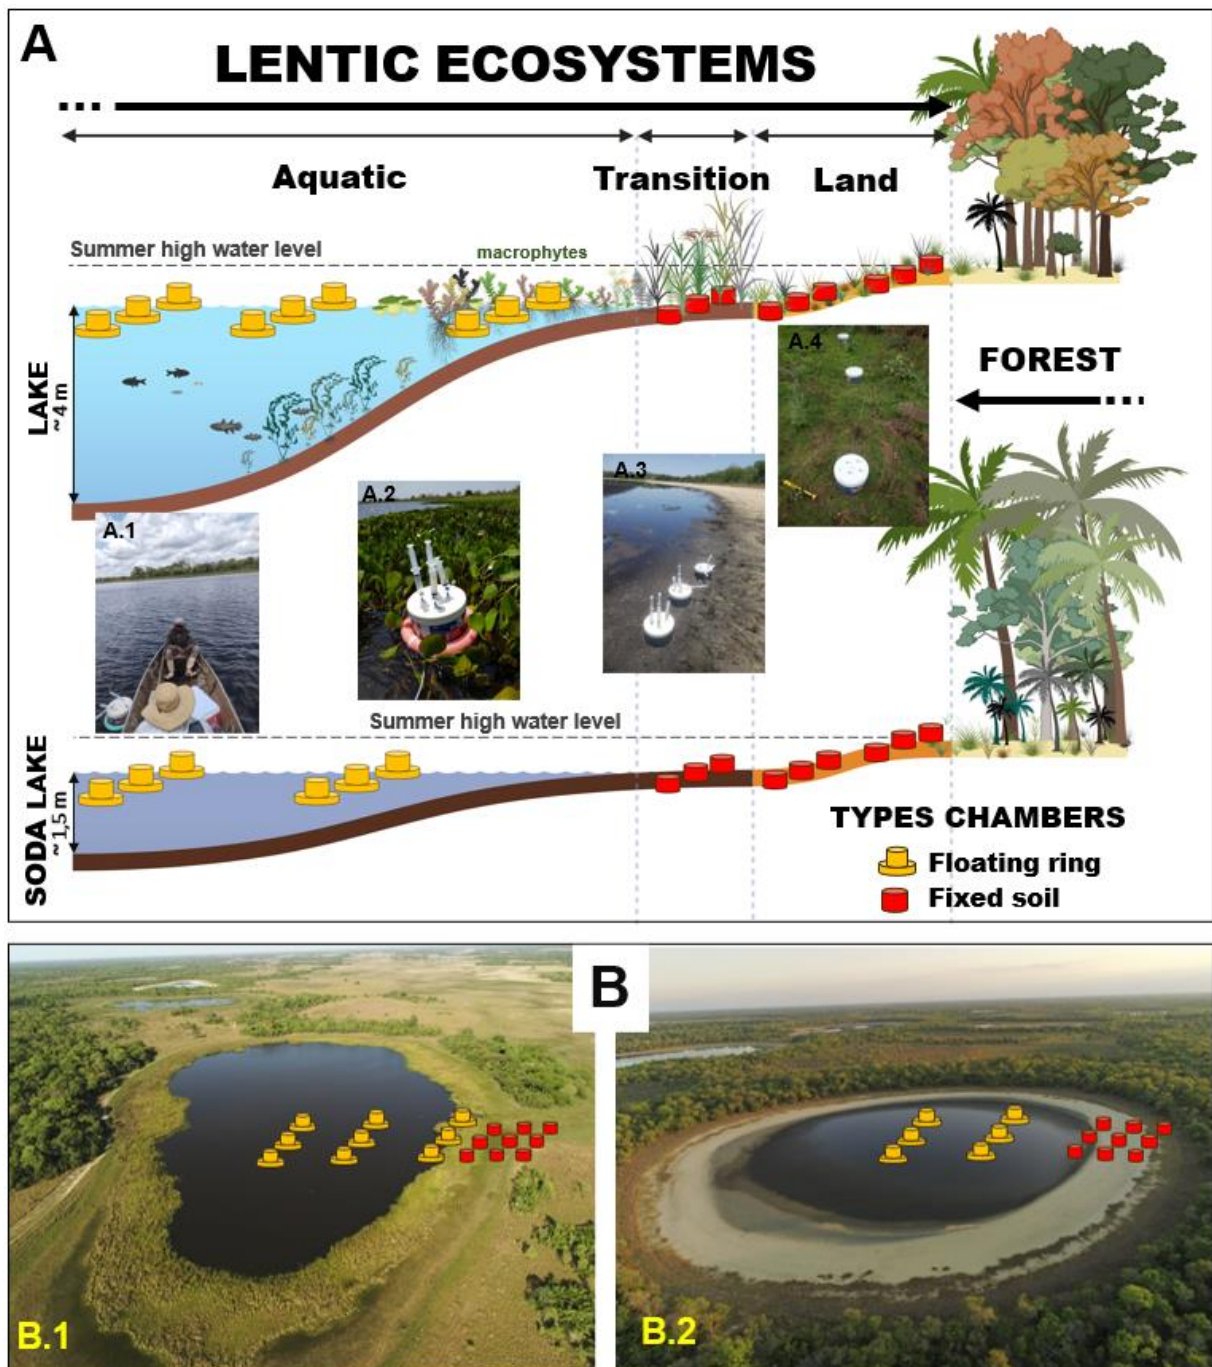 A
LENTIC ECOSYSTEMS
Aquatic
Transition
Land
Summer high water level
macrophytes
LAKE
~4 m
A.1
A.2
A.3
A.4
FOREST
Summer high water level
SODA LAKE
~1,5 m
TYPES CHAMBERS
Floating ring
Fixed soil
B
B.1
B.2